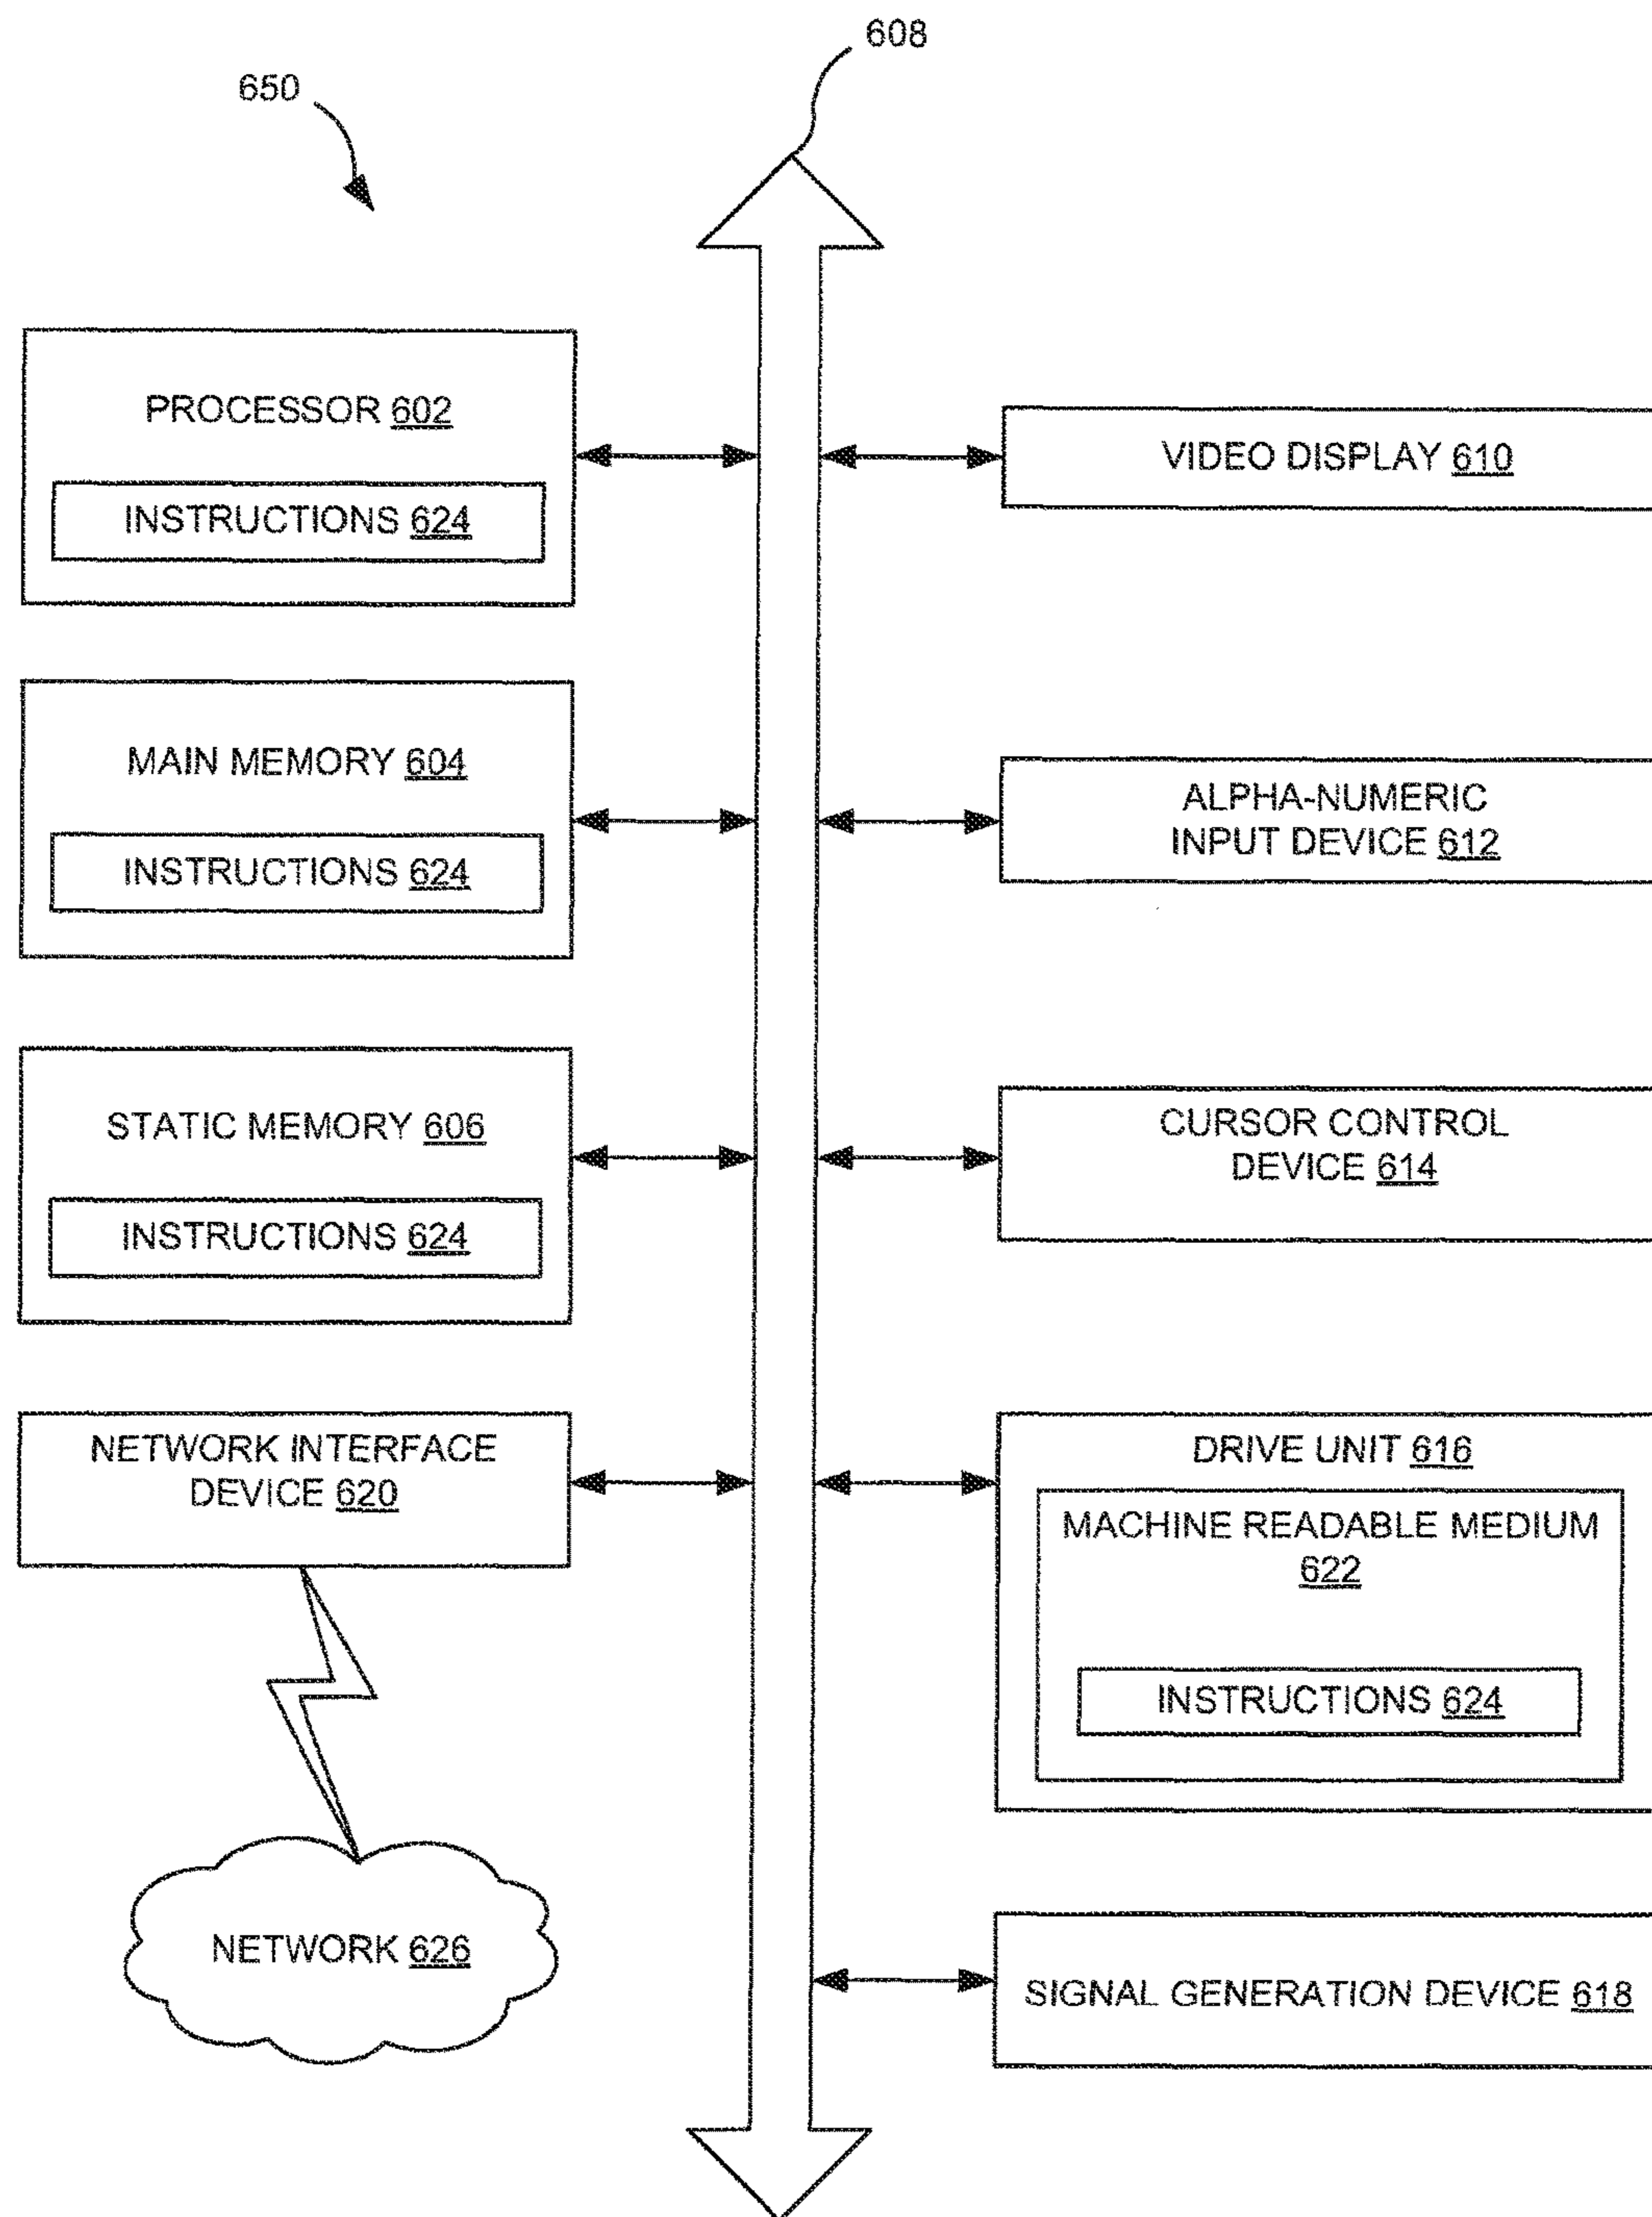 608
650
PROCESSOR 602
INSTRUCTIONS 624
MAIN MEMORY 604
INSTRUCTIONS 624
STATIC MEMORY 606
INSTRUCTIONS 624
NETWORK INTERFACE
DEVICE 620
NETWORK 626
VIDEO DISPLAY 610
ALPHA-NUMERIC
INPUT DEVICE 612
CURSOR CONTROL
DEVICE 614
DRIVE UNIT 616
MACHINE READABLE MEDIUM
622
INSTRUCTIONS 624
SIGNAL GENERATION DEVICE 618